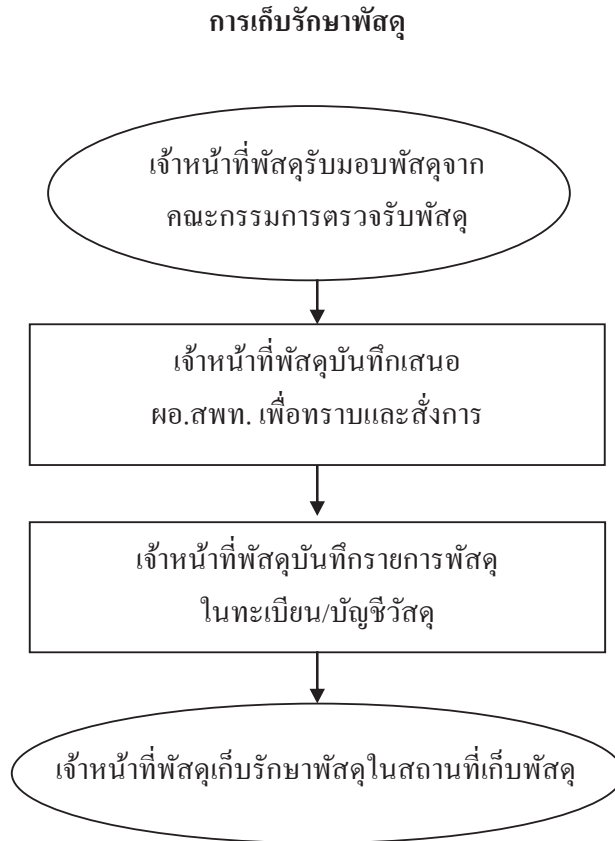 การเก็บรักษาพัสดุ
เจ้าหน้าที่พัสดุรับมอบพัสดุจาก
คณะกรรมการตรวจรับพัสดุ
เจ้าหน้าที่พัสดุบันทึกเสนอ
ผอ.สพท. เพื่อทราบและสั่งการ
เจ้าหน้าที่พัสดุบันทึกรายการพัสดุ
ในทะเบียน/บัญชีวัสดุ
เจ้าหน้าที่พัสดุเก็บรักษาพัสดุในสถานที่เก็บพัสดุ